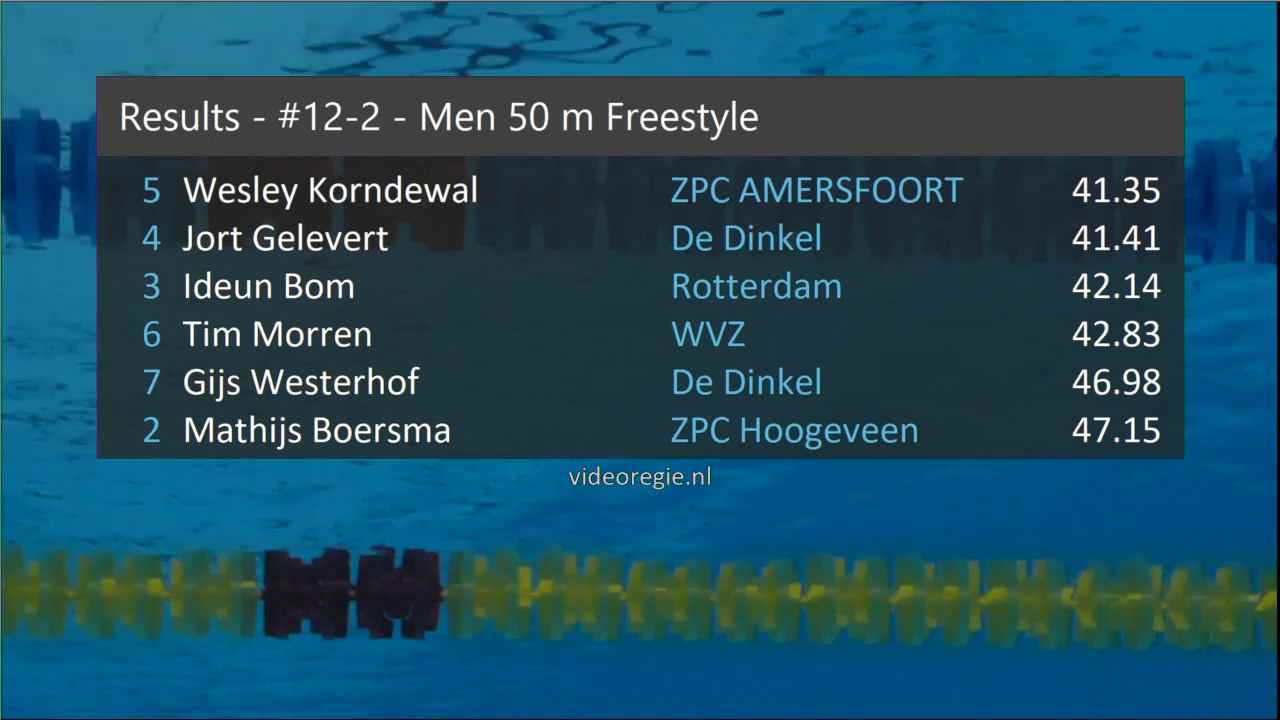 Results - #12-2 - Men 50 m Freestyle
5 Wesley Korndewal ZPC AMERSFOORT 41.35
4 Jort Gelevert De Dinkel 41.41
3 Ideun Bom Rotterdam 42.14
6 Tim Morren WVZ 42.83
7 Gijs Westerhof De Dinkel 46.98
2 Mathijs Boersma ZPC Hoogeveen 47.15
videoregie.nl